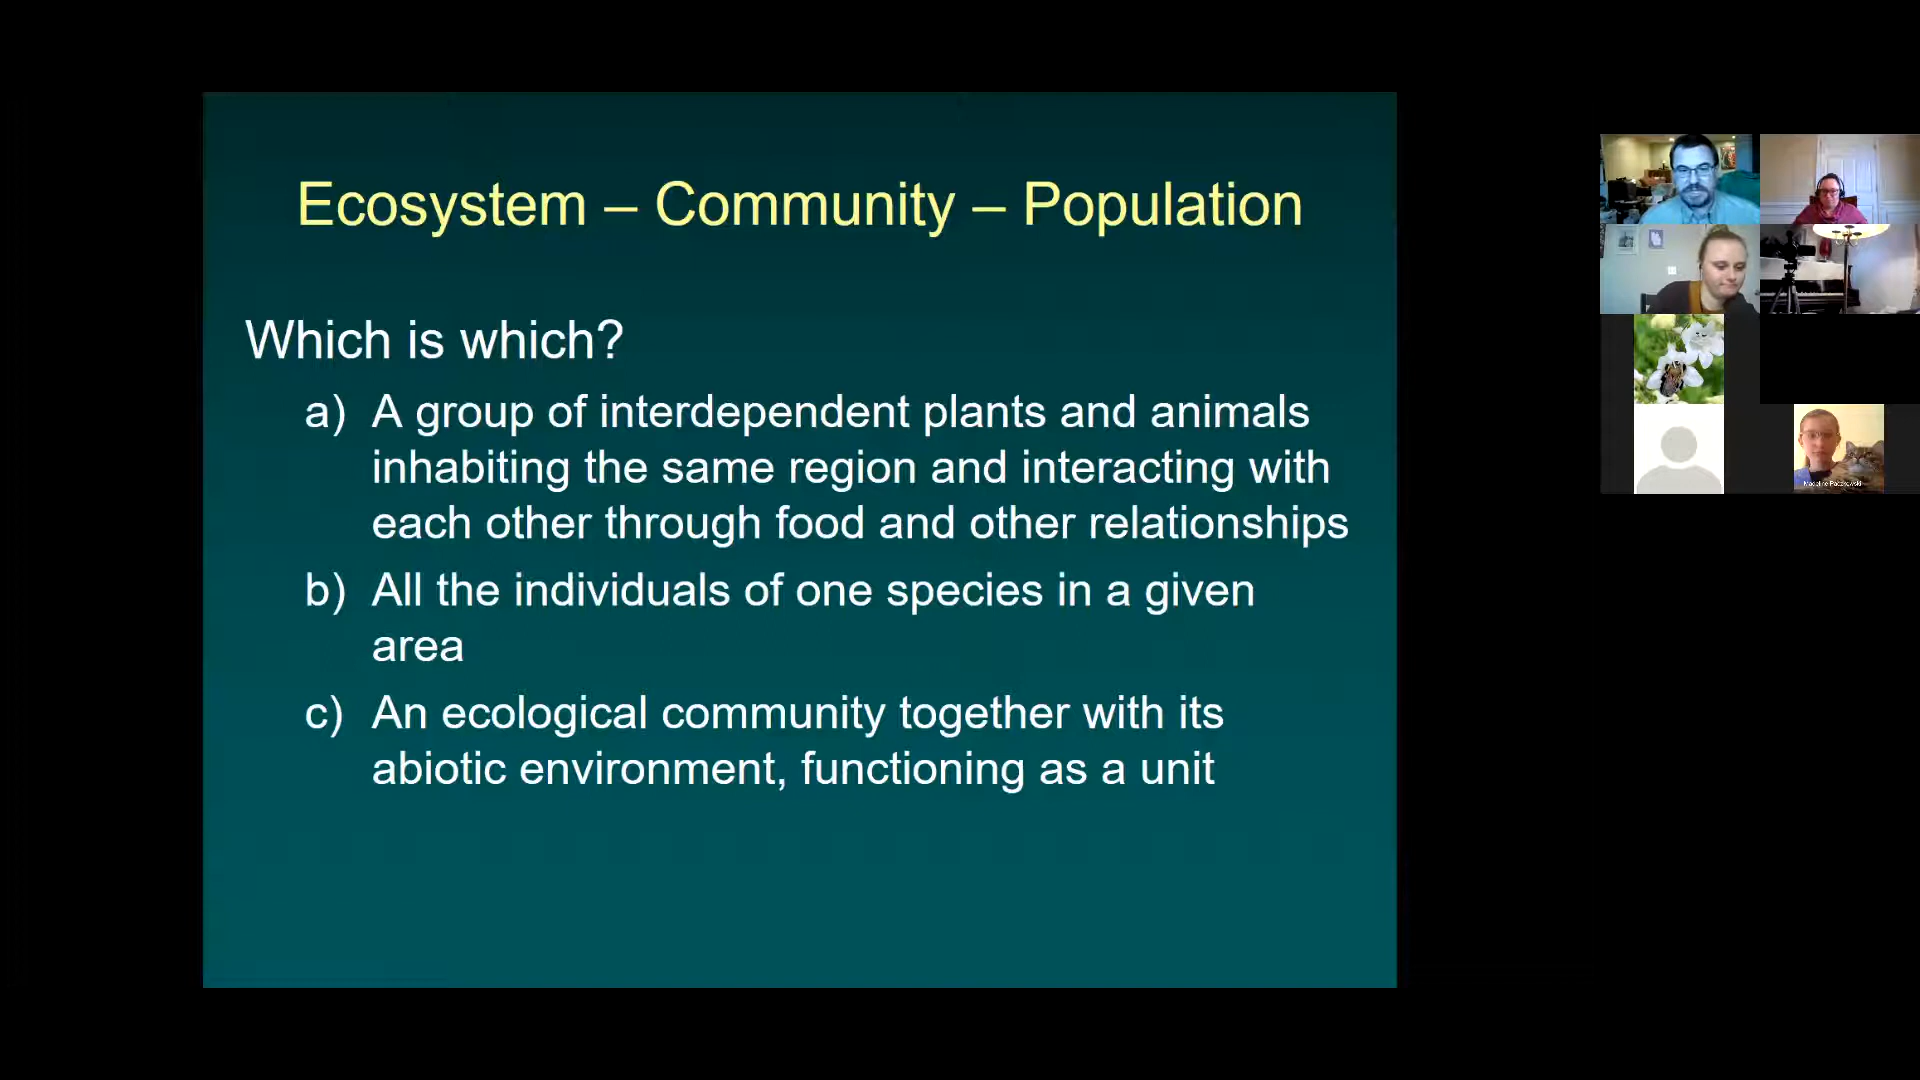 Ecosystem – Community – Population
Which is which?
a) A group of interdependent plants and animals
inhabiting the same region and interacting with
each other through food and other relationships
b) All the individuals of one species in a given
area
c) An ecological community together with its
abiotic environment, functioning as a unit
Madeline Paczkowski